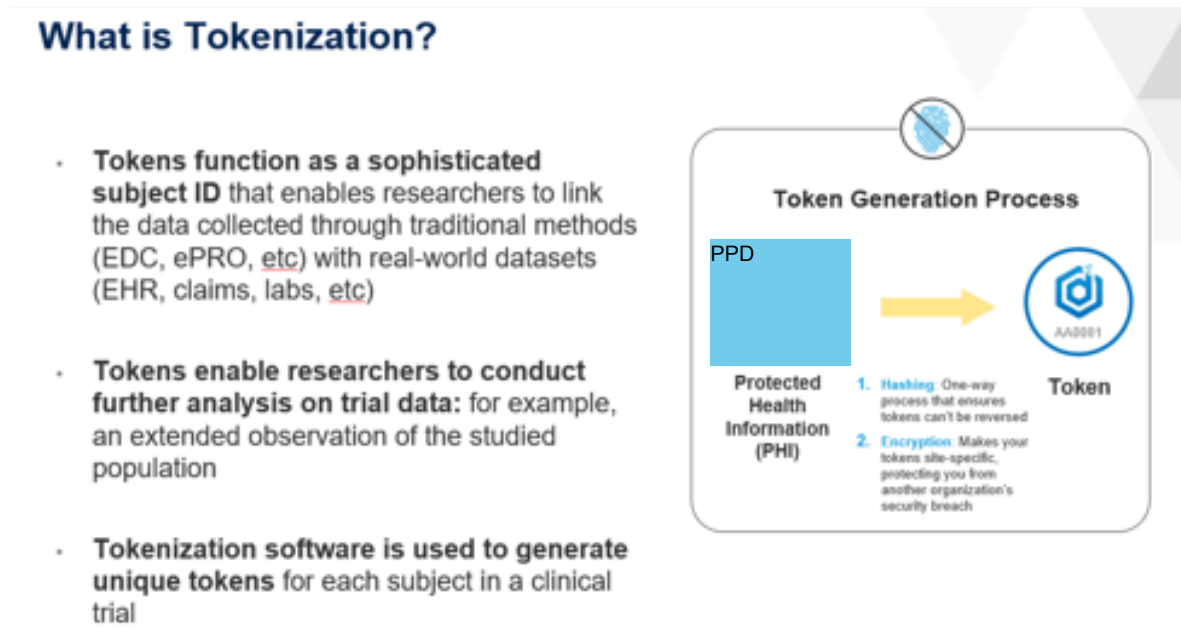 What is Tokenization?
Tokens function as a sophisticated
subject ID that enables researchers to link
the data collected through traditional methods
(EDC, ePRO, etc) with real-world datasets
(EHR, claims, labs, etc)
Tokens enable researchers to conduct
further analysis on trial data: for example,
an extended observation of the studied
population
Tokenization software is used to generate
unique tokens for each subject in a clinical
trial
Token Generation Process
PPD
AA0001
Protected
Health
Information
(PHI)
1. Hashing: One-way
process that ensures
tokens can't be reversed
2. Encryption: Makes your
tokens site-specific,
protecting you from
another organization's
security breach
Token